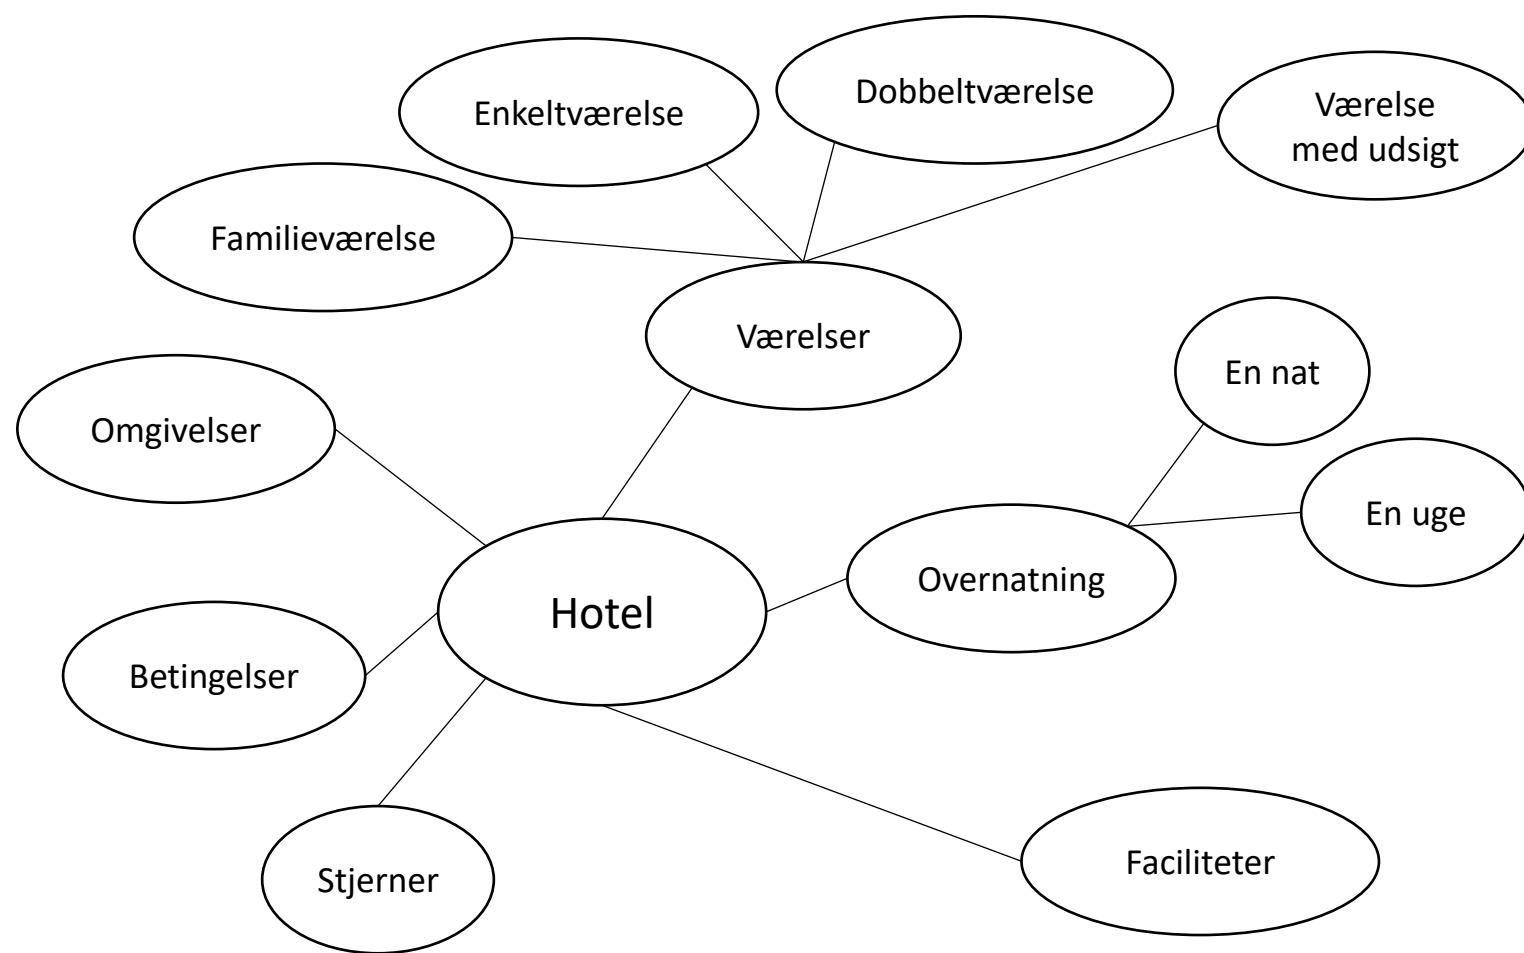 Enkeltværelse
Dobbeltværelse
Værelse
med udsigt
Familieværelse
Værelser
En nat
Omgivelser
En uge
Overnatning
Hotel
Betingelser
Stjerner
Faciliteter